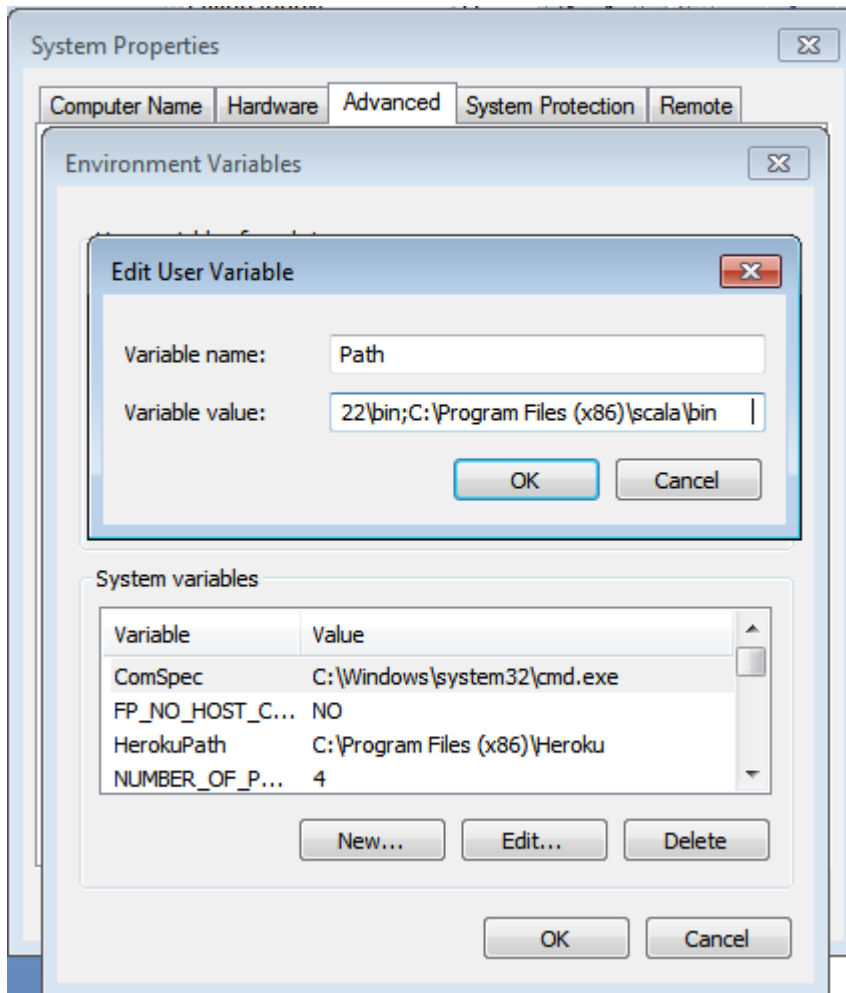 System Properties
Computer Name Hardware Advanced System Protection Remote
Environment Variables
Edit User Variable
Variable name: Path
Variable value: 22\bin;C:\Program Files (x86)\scala\bin
OK Cancel
System variables
Variable Value
ComSpec C:\Windows\system32\cmd.exe
FP_NO_HOST_C... NO
HerokuPath C:\Program Files (x86)\Heroku
NUMBER_OF_P... 4
New... Edit... Delete
OK Cancel